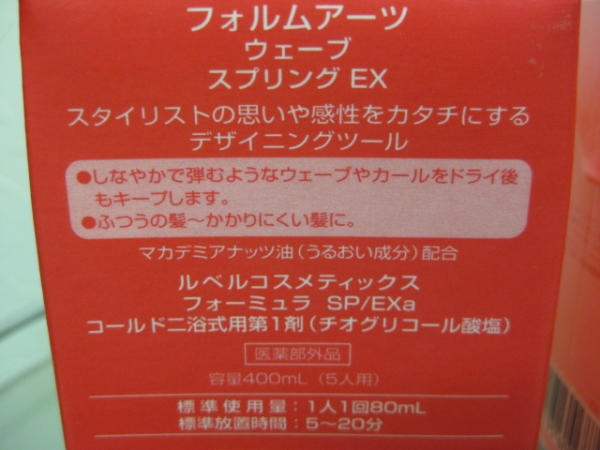 フォルムアーツ
ウェーブ
スプリング EX
スタイリストの思いや感性をカタチにする
デザイニングツール
●しなやかで弾むようなウェーブやカールをドライ後
もキープします。
●ふつうの髪～かかりにくい髪に。
マカデミアナッツ油（うるおい成分）配合
ルベルコスメティックス
フォーミュラ SP/EXa
コールド二浴式用第1剤（チオグリコール酸塩）
医薬部外品
容量400mL（5人用）
標準使用量：1人1回80mL
標準放置時間：5～20分